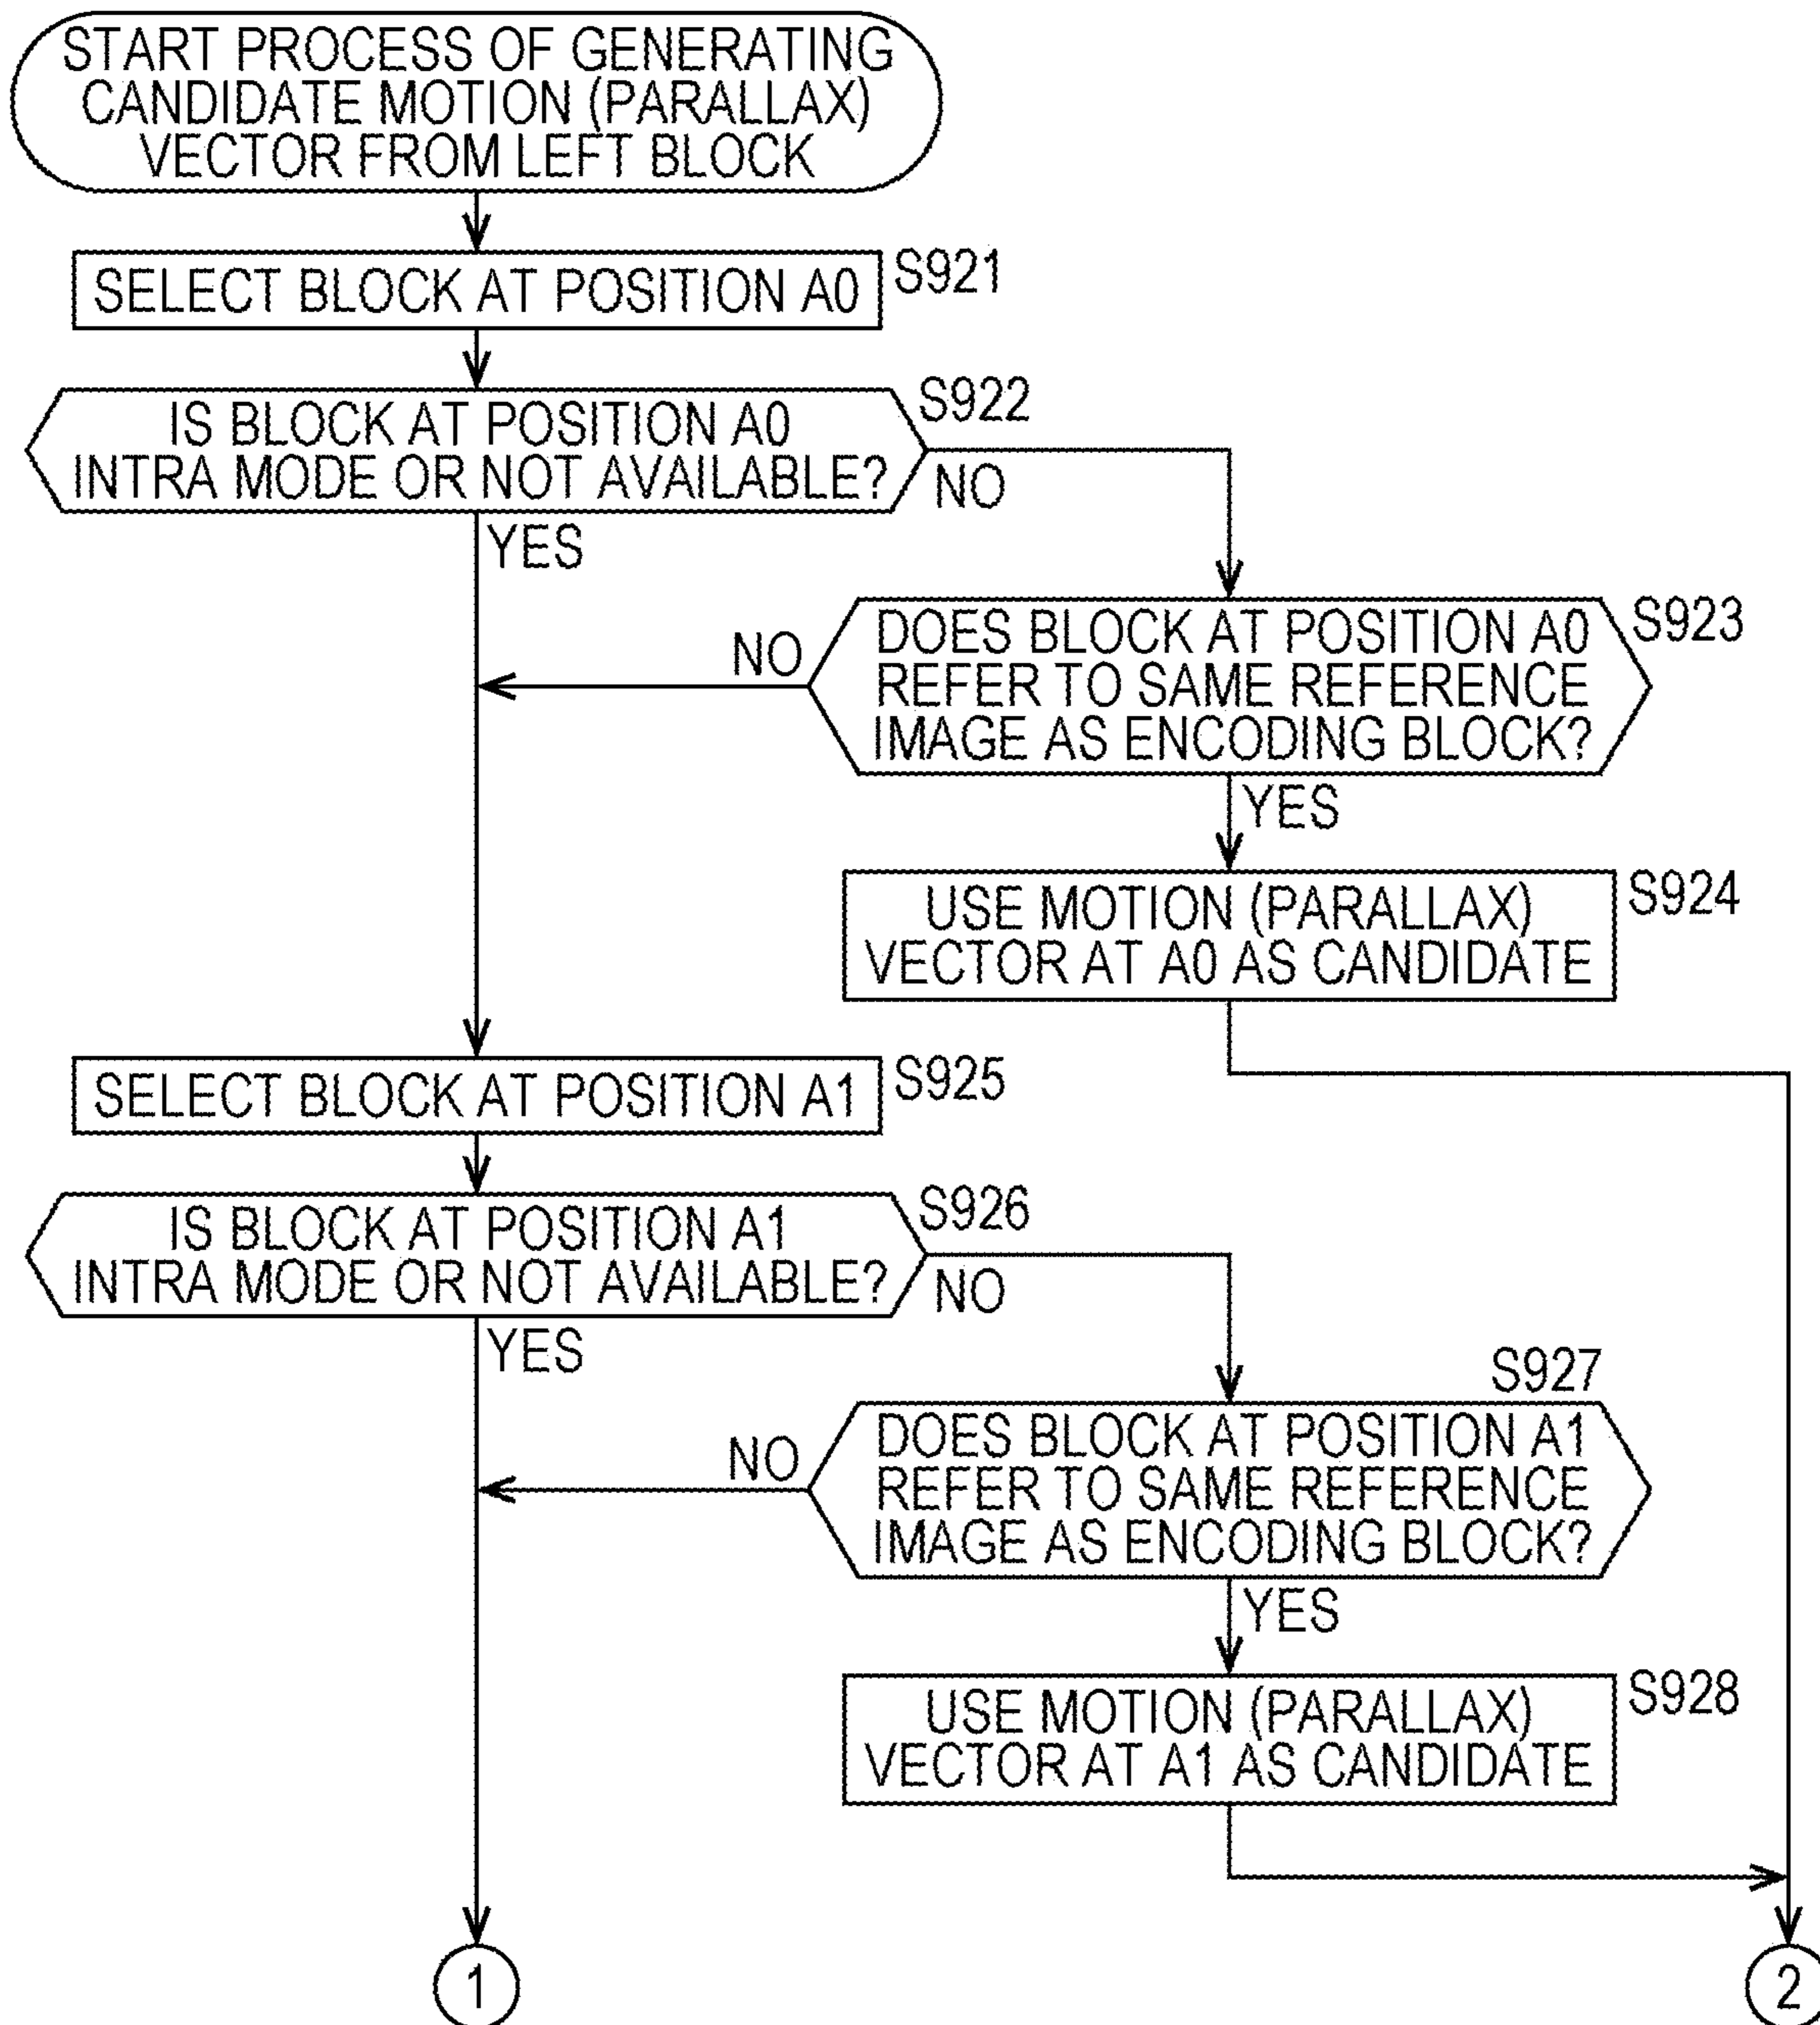 START PROCESS OF GENERATING
CANDIDATE MOTION (PARALLAX)
VECTOR FROM LEFT BLOCK
SELECT BLOCK AT POSITION A0
S921
IS BLOCK AT POSITION A0
INTRA MODE OR NOT AVAILABLE?
S922
NO
YES
DOES BLOCK AT POSITION A0
REFER TO SAME REFERENCE
IMAGE AS ENCODING BLOCK?
S923
NO
YES
USE MOTION (PARALLAX)
VECTOR AT A0 AS CANDIDATE
S924
SELECT BLOCK AT POSITION A1
S925
IS BLOCK AT POSITION A1
INTRA MODE OR NOT AVAILABLE?
S926
NO
YES
S927
DOES BLOCK AT POSITION A1
REFER TO SAME REFERENCE
IMAGE AS ENCODING BLOCK?
NO
YES
USE MOTION (PARALLAX)
VECTOR AT A1 AS CANDIDATE
S928
1
2